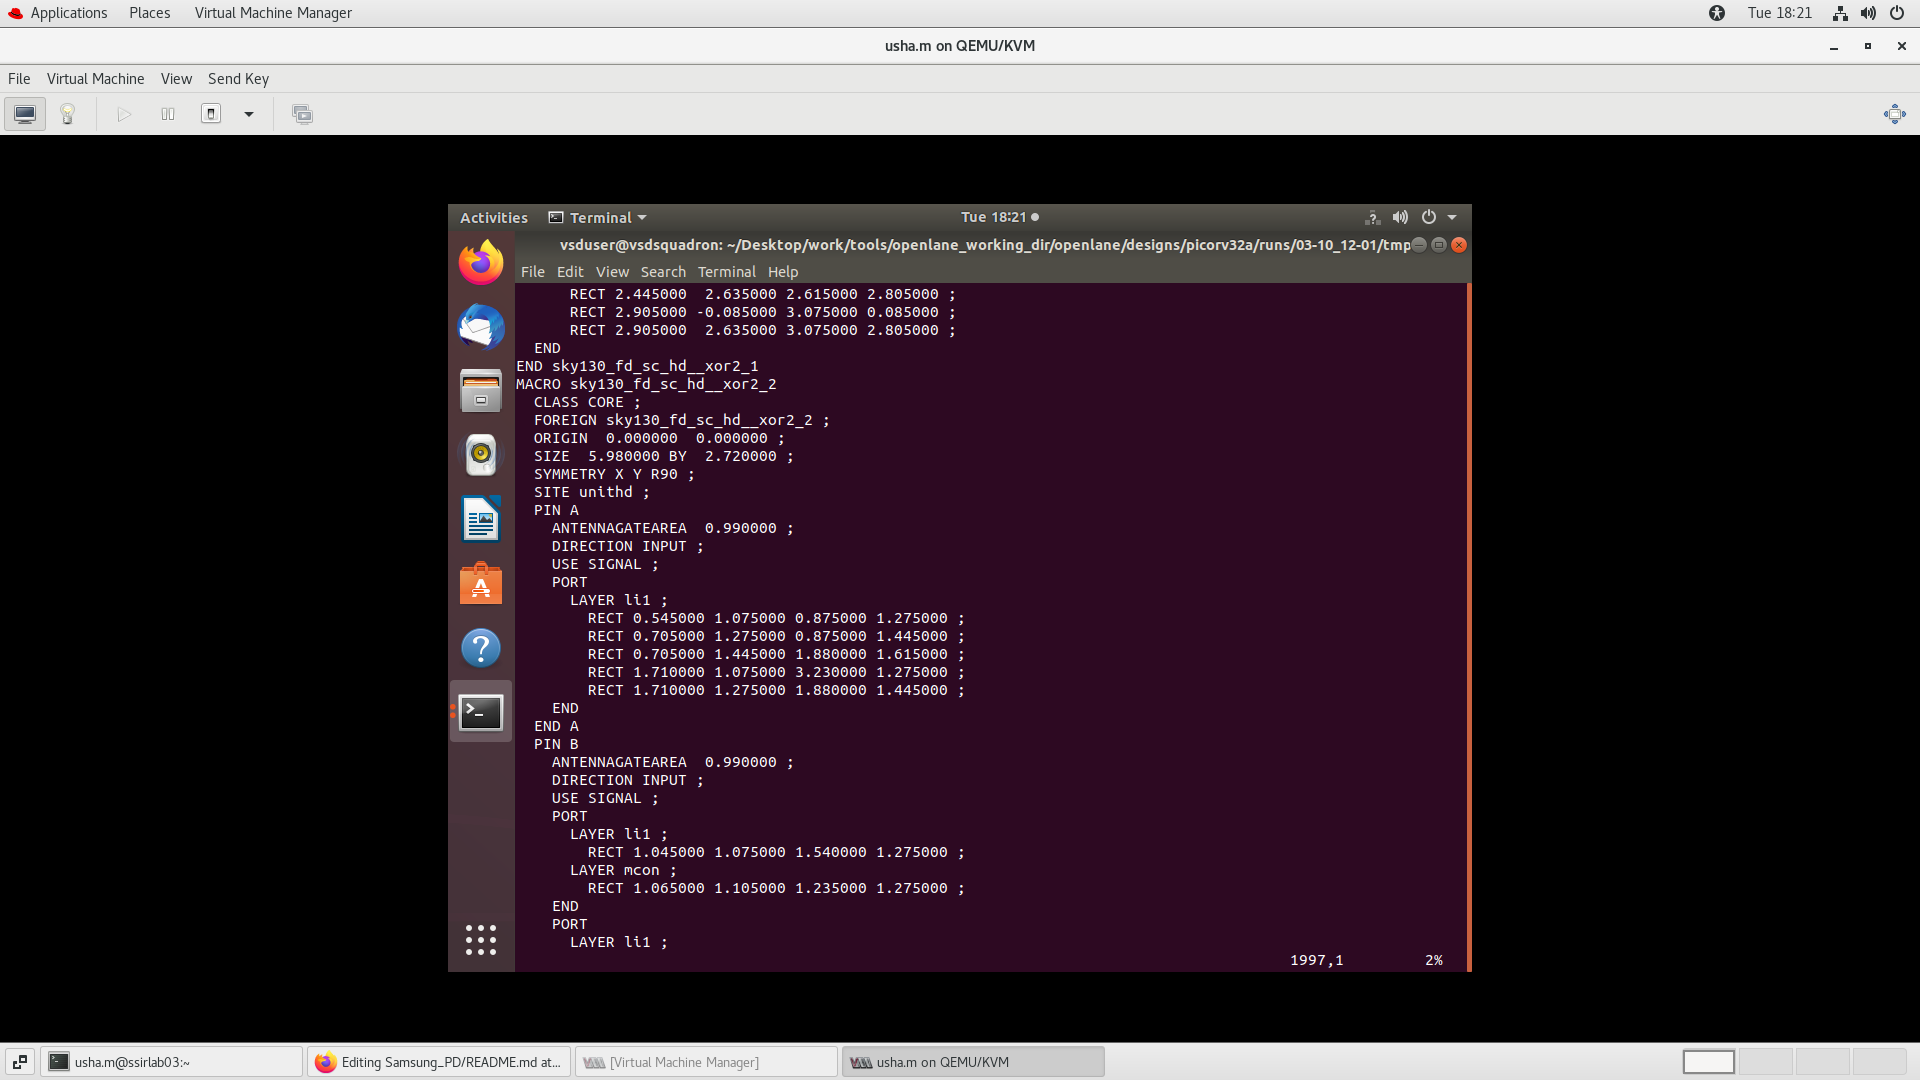 Applications Places Virtual Machine Manager Tue 18:21
usha.m on QEMU/KVM
File Virtual Machine View Send Key
Activities Terminal Tue 18:21
vsduser@vsdsquadron: ~/Desktop/work/tools/openlane_working_dir/openlane/designs/picorv32a/runs/03-10_12-01/tmp
File Edit View Search Terminal Help
RECT 2.445000 2.635000 2.615000 2.805000 ;
RECT 2.905000 -0.085000 3.075000 0.085000 ;
RECT 2.905000 2.635000 3.075000 2.805000 ;
END
END sky130_fd_sc_hd__xor2_1
MACRO sky130_fd_sc_hd__xor2_2
CLASS CORE ;
FOREIGN sky130_fd_sc_hd__xor2_2 ;
ORIGIN 0.000000 0.000000 ;
SIZE 5.980000 BY 2.720000 ;
SYMMETRY X Y R90 ;
SITE unithd ;
PIN A
ANTENNAGATEAREA 0.990000 ;
DIRECTION INPUT ;
USE SIGNAL ;
PORT
LAYER li1 ;
RECT 0.545000 1.075000 0.875000 1.275000 ;
RECT 0.705000 1.275000 0.875000 1.445000 ;
RECT 0.705000 1.445000 1.880000 1.615000 ;
RECT 1.710000 1.075000 3.230000 1.275000 ;
RECT 1.710000 1.275000 1.880000 1.445000 ;
END
END A
PIN B
ANTENNAGATEAREA 0.990000 ;
DIRECTION INPUT ;
USE SIGNAL ;
PORT
LAYER li1 ;
RECT 1.045000 1.075000 1.540000 1.275000 ;
LAYER mcon ;
RECT 1.065000 1.105000 1.235000 1.275000 ;
END
PORT
LAYER li1 ;
1997,1 2%
usha.m@ssirlab03:~ Editing Samsung_PD/README.md at... [Virtual Machine Manager] usha.m on QEMU/KVM